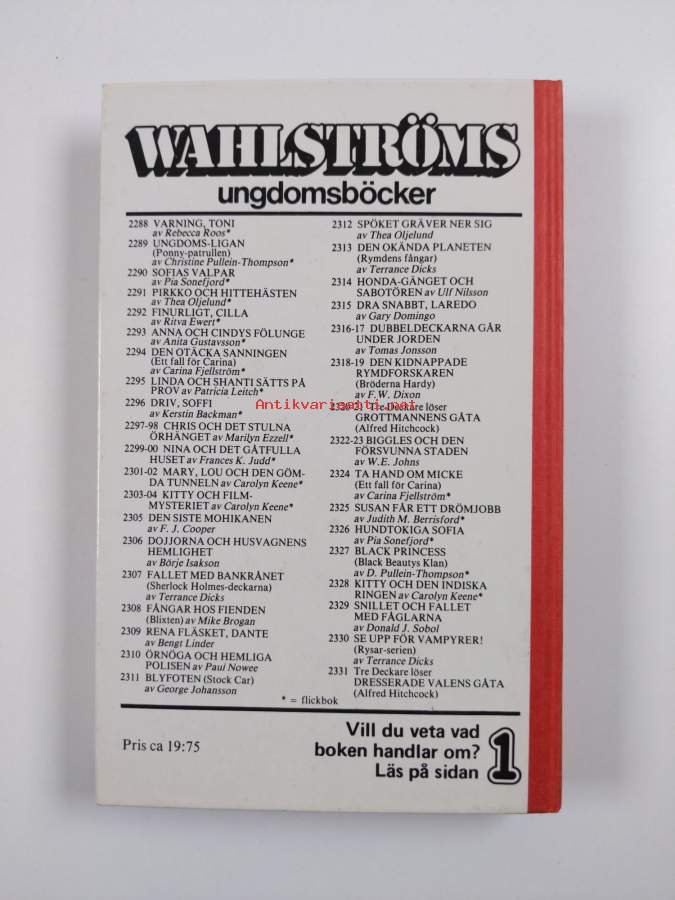 WAHLSTRÖMS
ungdomsböcker
2288 VARNING, TONI
av Rebecca Roos*
2289 UNGDOMS-LIGAN
(Ponny-patrullen)
av Christine Pullein-Thompson*
2290 SOFIAS VALPAR
av Pia Sonefjord*
2291 PIRKKO OCH HITTEHÄSTEN
av Thea Oljelund*
2292 FINURLIGT, CILLA
av Ritva Ewert*
2293 ANNA OCH CINDYS FÖLUNGE
av Anita Gustavsson*
2294 DEN OTÄCKA SANNINGEN
(Ett fall för Carina)
av Carina Fjellström*
2295 LINDA OCH SHANTI SÄTTS PÅ
PROV av Patricia Leitch*
2296 DRIV, SOFFI
av Kerstin Backman*
2297-98 CHRIS OCH DET STULNA
ÖRHÄNGET av Marilyn Ezzell*
2299-00 NINA OCH DET GÅTFULLA
HUSET av Frances K. Judd*
2301-02 MARY, LOU OCH DEN GÖM-
DA TUNNELN av Carolyn Keene*
2303-04 KITTY OCH FILM-
MYSTERIET av Carolyn Keene*
2305 DEN SISTE MOHIKANEN
av F. J. Cooper
2306 DOJJORNA OCH HUSVAGNENS
HEMLIGHET
av Börje Isakson
2307 FALLET MED BANKRÅNET
(Sherlock Holmes-deckarna)
av Terrance Dicks
2308 FÅNGAR HOS FIENDEN
(Blixten) av Mike Brogan
2309 RENA FLÄSKET, DANTE
av Bengt Linder
2310 ÖRNÖGA OCH HEMLIGA
POLISEN av Paul Nowee
2311 BLYFOTEN (Stock Car)
av George Johansson
2312 SPÖKET GRÄVER NER SIG
av Thea Oljelund
2313 DEN OKÄNDA PLANETEN
(Rymdens fångar)
av Terrance Dicks
2314 HONDA-GÄNGET OCH
SABOTÖREN av Ulf Nilsson
2315 DRA SNABBT, LAREDO
av Gary Domingo
2316-17 DUBBELDECKARNA GÅR
UNDER JORDEN
av Tomas Jonsson
2318-19 DEN KIDNAPPADE
RYMDFORSKAREN
(Bröderna Hardy)
av F.W. Dixon
2320-21 Tre Deckare löser
GROTTMANNENS GÅTA
(Alfred Hitchcock)
2322-23 BIGGLES OCH DEN
FÖRSVUNNA STADEN
av W.E. Johns
2324 TA HAND OM MICKE
(Ett fall för Carina)
av Carina Fjellström*
2325 SUSAN FÅR ETT DRÖMJOBB
av Judith M. Berrisford*
2326 HUNDTOKIGA SOFIA
av Pia Sonefjord*
2327 BLACK PRINCESS
(Black Beautys Klan)
av D. Pullein-Thompson*
2328 KITTY OCH DEN INDISKA
RINGEN av Carolyn Keene*
2329 SNILLET OCH FALLET
MED FÅGLARNA
av Donald J. Sobol
2330 SE UPP FÖR VAMPYRER!
(Rysar-serien)
av Terrance Dicks
2331 Tre Deckare löser
DRESSERADE VALENS GÅTA
(Alfred Hitchcock)
* = flickbok
Antikvariaatti.net
Pris ca 19:75
Vill du veta vad
boken handlar om?
Läs på sidan 1